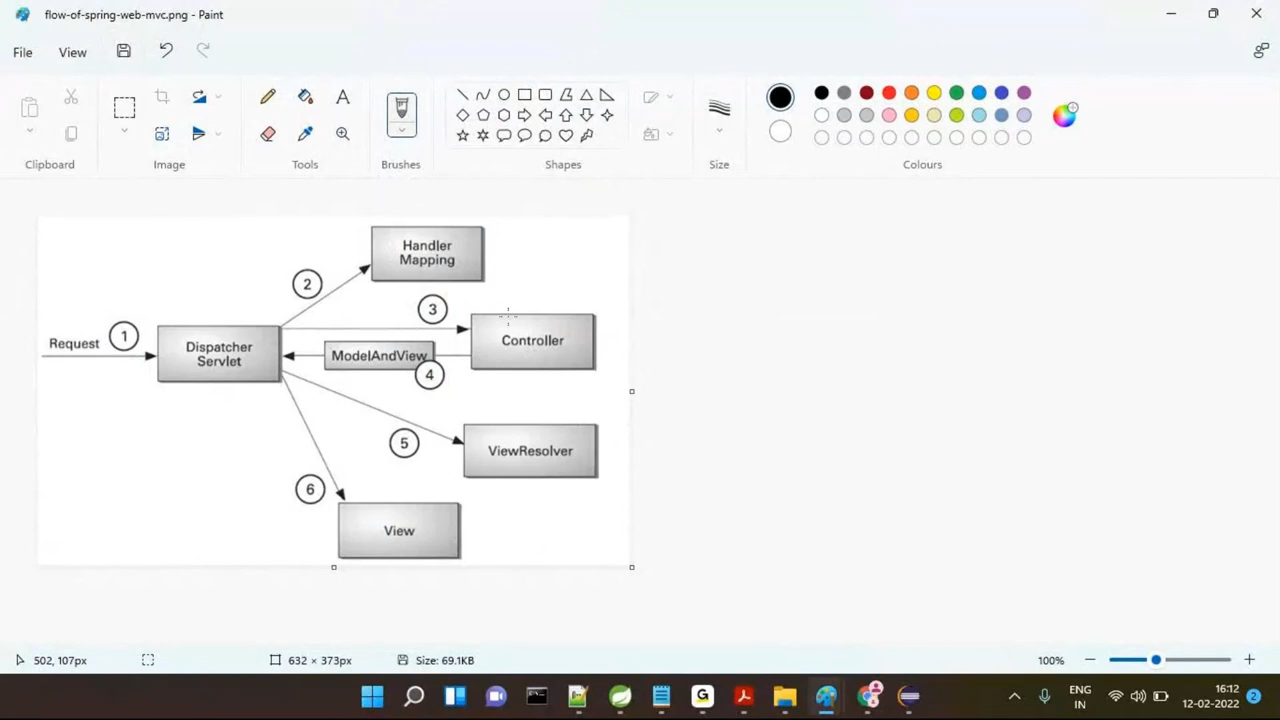 flow-of-spring-web-mvc.png - Paint
File View
Clipboard
Image
Tools
Brushes
Shapes
Size
Colours
Handler
Mapping
2
3
1
Request
Dispatcher
Servlet
Controller
ModelAndView
4
5
ViewResolver
6
View
502, 107px
632 × 373px
Size: 69.1KB
100%
ENG
IN
16:12
12-02-2022
2